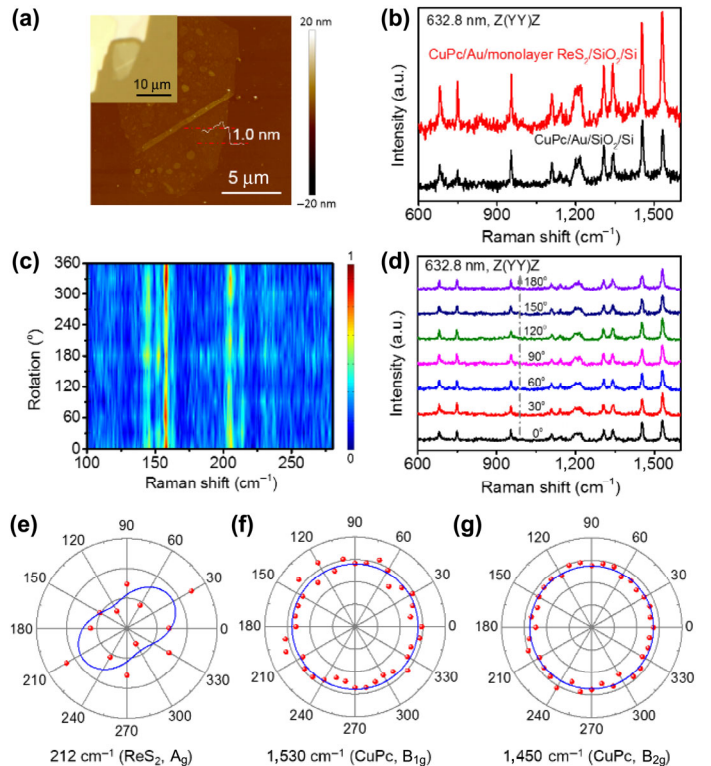 (a)
10 μm
20 nm
1.0 nm
5 μm
−20 nm
(b)
632.8 nm, Z(YY)Z
CuPc/Au/monolayer ReS2/SiO2/Si
CuPc/Au/SiO2/Si
Intensity (a.u.)
600 900 1,200 1,500
Raman shift (cm⁻¹)
(c)
360
300
240
180
120
60
0
Rotation (°)
100 150 200 250
Raman shift (cm⁻¹)
1
0
(d)
632.8 nm, Z(YY)Z
180°
150°
120°
90°
60°
30°
0°
Intensity (a.u.)
600 900 1,200 1,500
Raman shift (cm⁻¹)
(e)
90
120 60
150 30
180 0
210 330
240 300
270
212 cm⁻¹ (ReS₂, Ag)
(f)
90
120 60
150 30
180 0
210 330
240 300
270
1,530 cm⁻¹ (CuPc, B1g)
(g)
90
120 60
150 30
180 0
210 330
240 300
270
1,450 cm⁻¹ (CuPc, B2g)